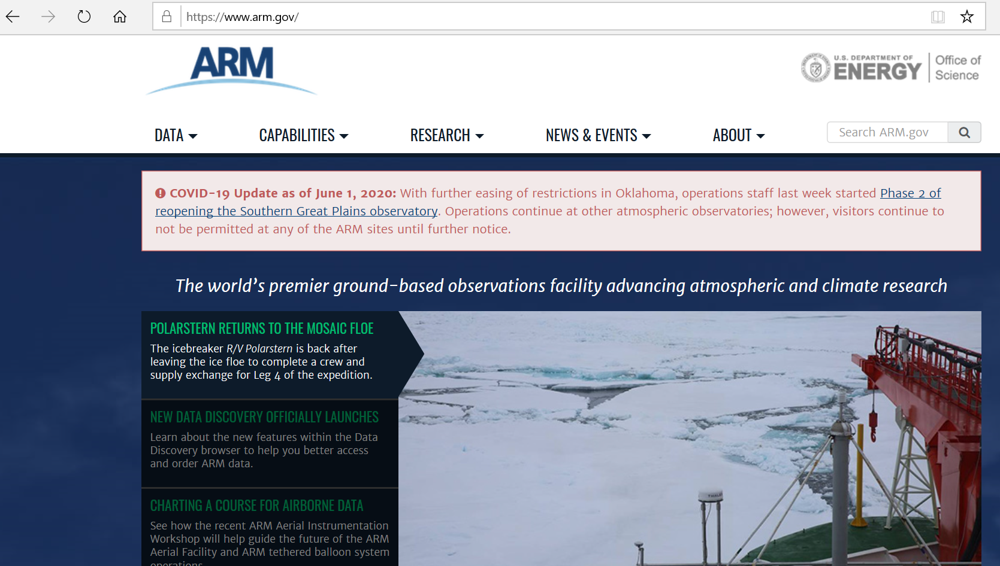 https://www.arm.gov/
ARM
U.S. DEPARTMENT OF
ENERGY
Office of
Science
DATA
CAPABILITIES
RESEARCH
NEWS & EVENTS
ABOUT
Search ARM.gov
COVID-19 Update as of June 1, 2020: With further easing of restrictions in Oklahoma, operations staff last week started Phase 2 of
reopening the Southern Great Plains observatory. Operations continue at other atmospheric observatories; however, visitors continue to
not be permitted at any of the ARM sites until further notice.
The world's premier ground-based observations facility advancing atmospheric and climate research
POLARSTERN RETURNS TO THE MOSAIC FLOE
The icebreaker R/V Polarstern is back after
leaving the ice floe to complete a crew and
supply exchange for Leg 4 of the expedition.
NEW DATA DISCOVERY OFFICIALLY LAUNCHES
Learn about the new features within the Data
Discovery browser to help you better access
and order ARM data.
CHARTING A COURSE FOR AIRBORNE DATA
See how the recent ARM Aerial Instrumentation
Workshop will help guide the future of the ARM
Aerial Facility and ARM tethered balloon system
operations.